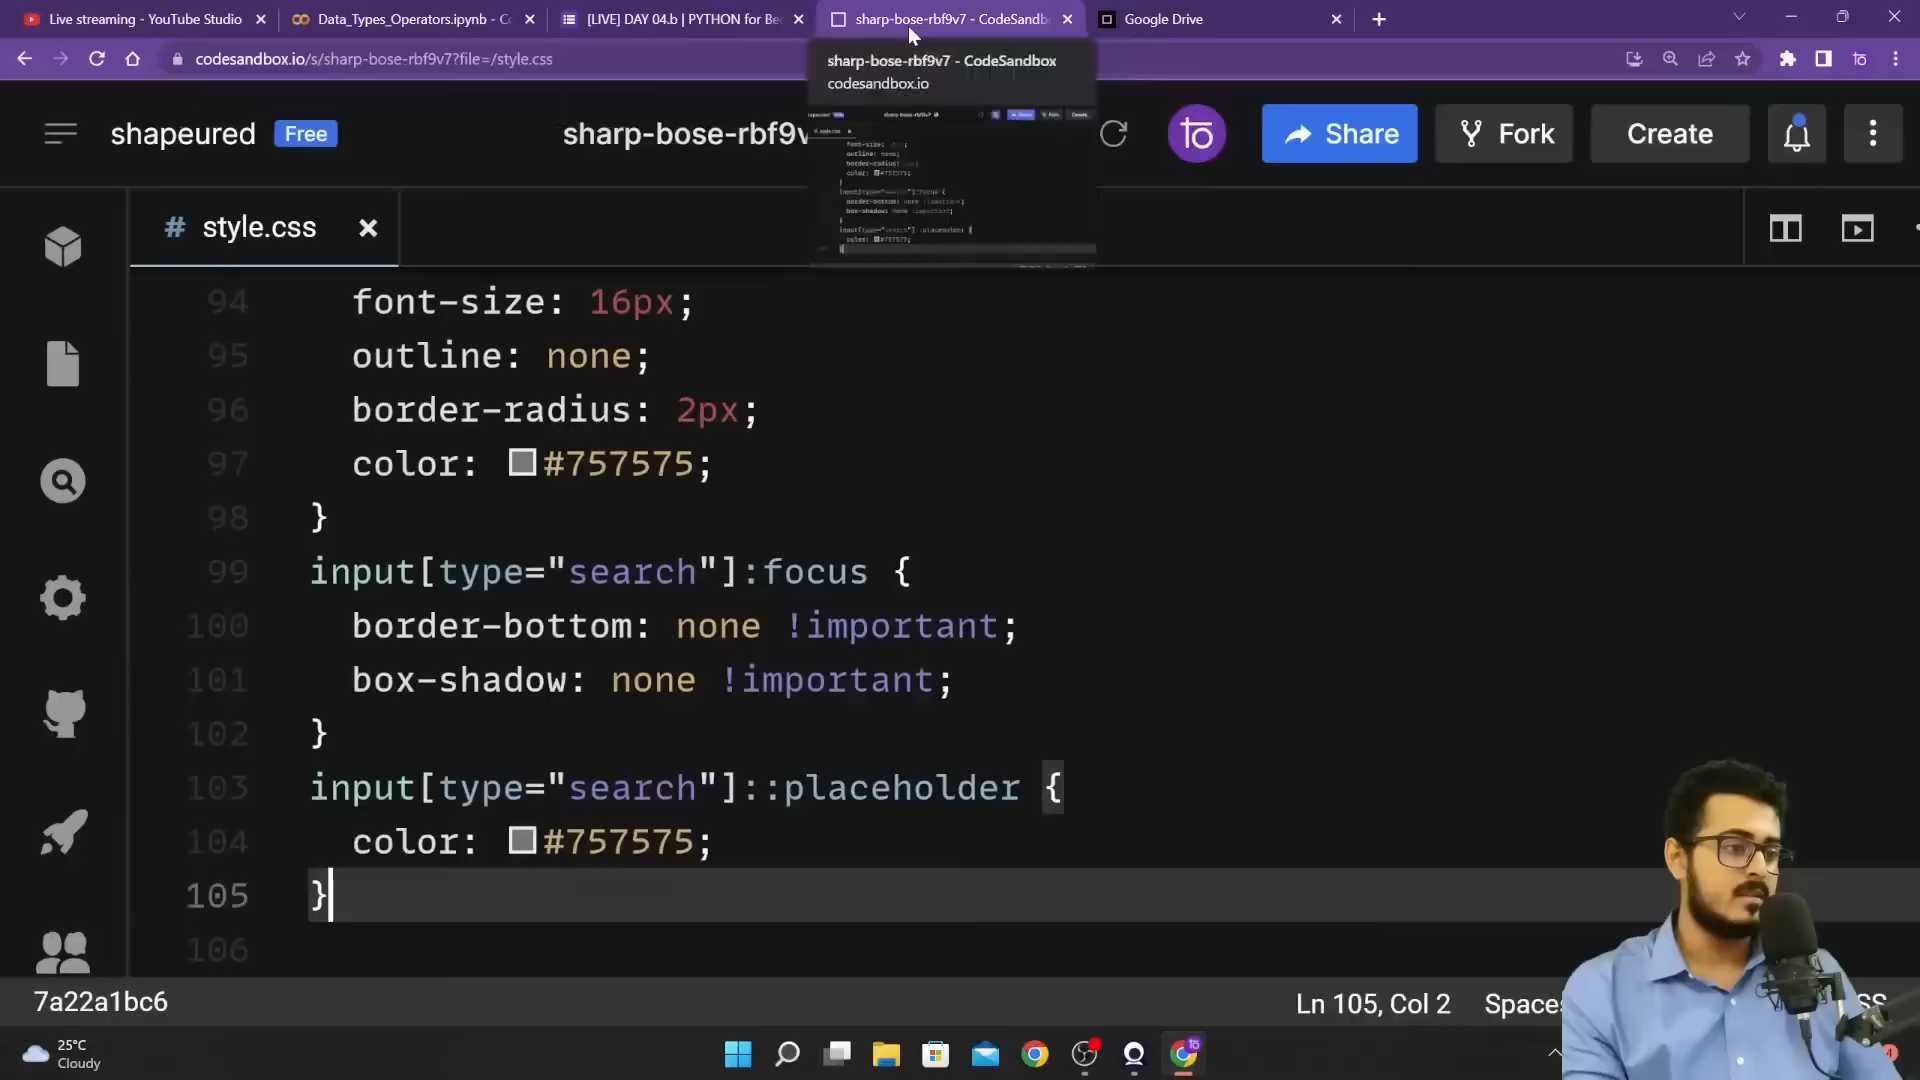 Live streaming - YouTube Studio
Data_Types_Operators.ipynb - Co
[LIVE] DAY 04.b | PYTHON for Be
sharp-bose-rbf9v7 - CodeSandb
Google Drive
codesandbox.io/s/sharp-bose-rbf9v7?file=/style.css
sharp-bose-rbf9v7 - CodeSandbox
codesandbox.io
shapeured Free
sharp-bose-rbf9v
to
Share
Fork
Create
# style.css
94 font-size: 16px;
95 outline: none;
96 border-radius: 2px;
97 color: #757575;
98 }
99 input[type="search"]:focus {
100 border-bottom: none !important;
101 box-shadow: none !important;
102 }
103 input[type="search"]::placeholder {
104 color: #757575;
105 }
106
7a22a1bc6
Ln 105, Col 2
Spaces
25°C
Cloudy